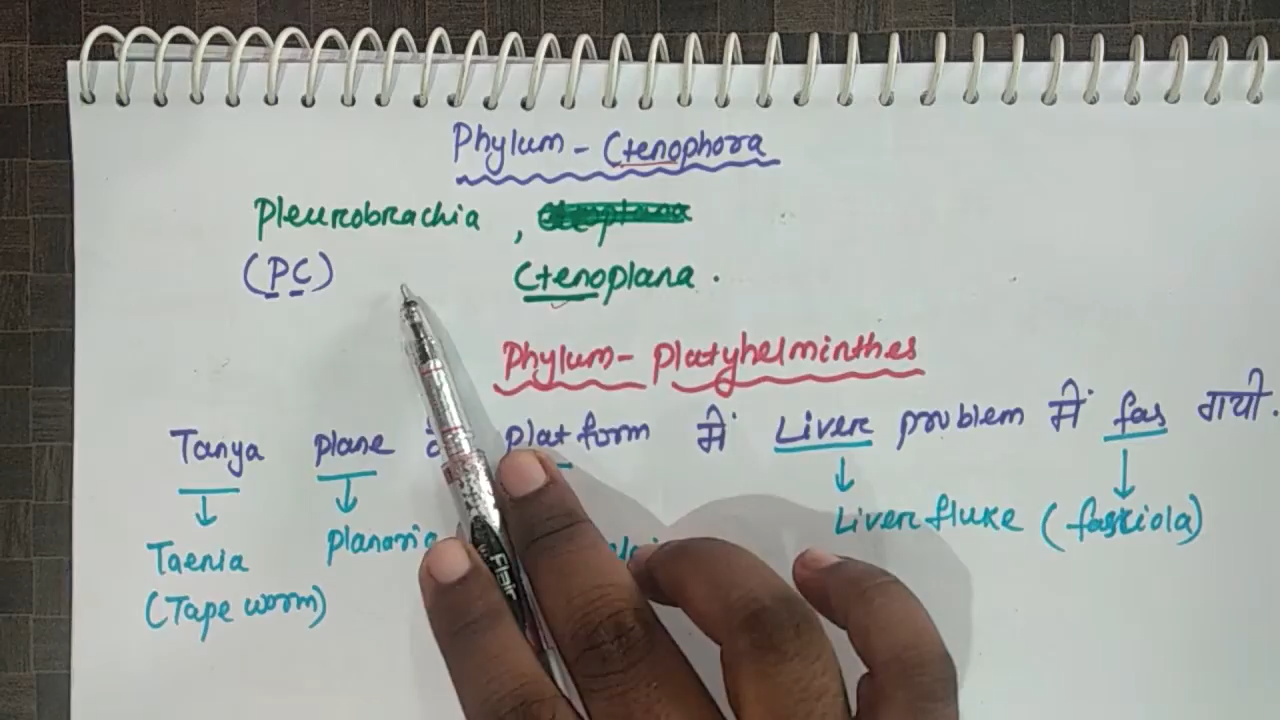 Phylum - Ctenophora
Pleurobrachia ,
(PC) Ctenoplana .
Phylum - Platyhelminthes
Tanya plane platform में Liver problem में fas गयी.
Taenia planaria Liver fluke (fasciola)
(Tape worm)
Flair